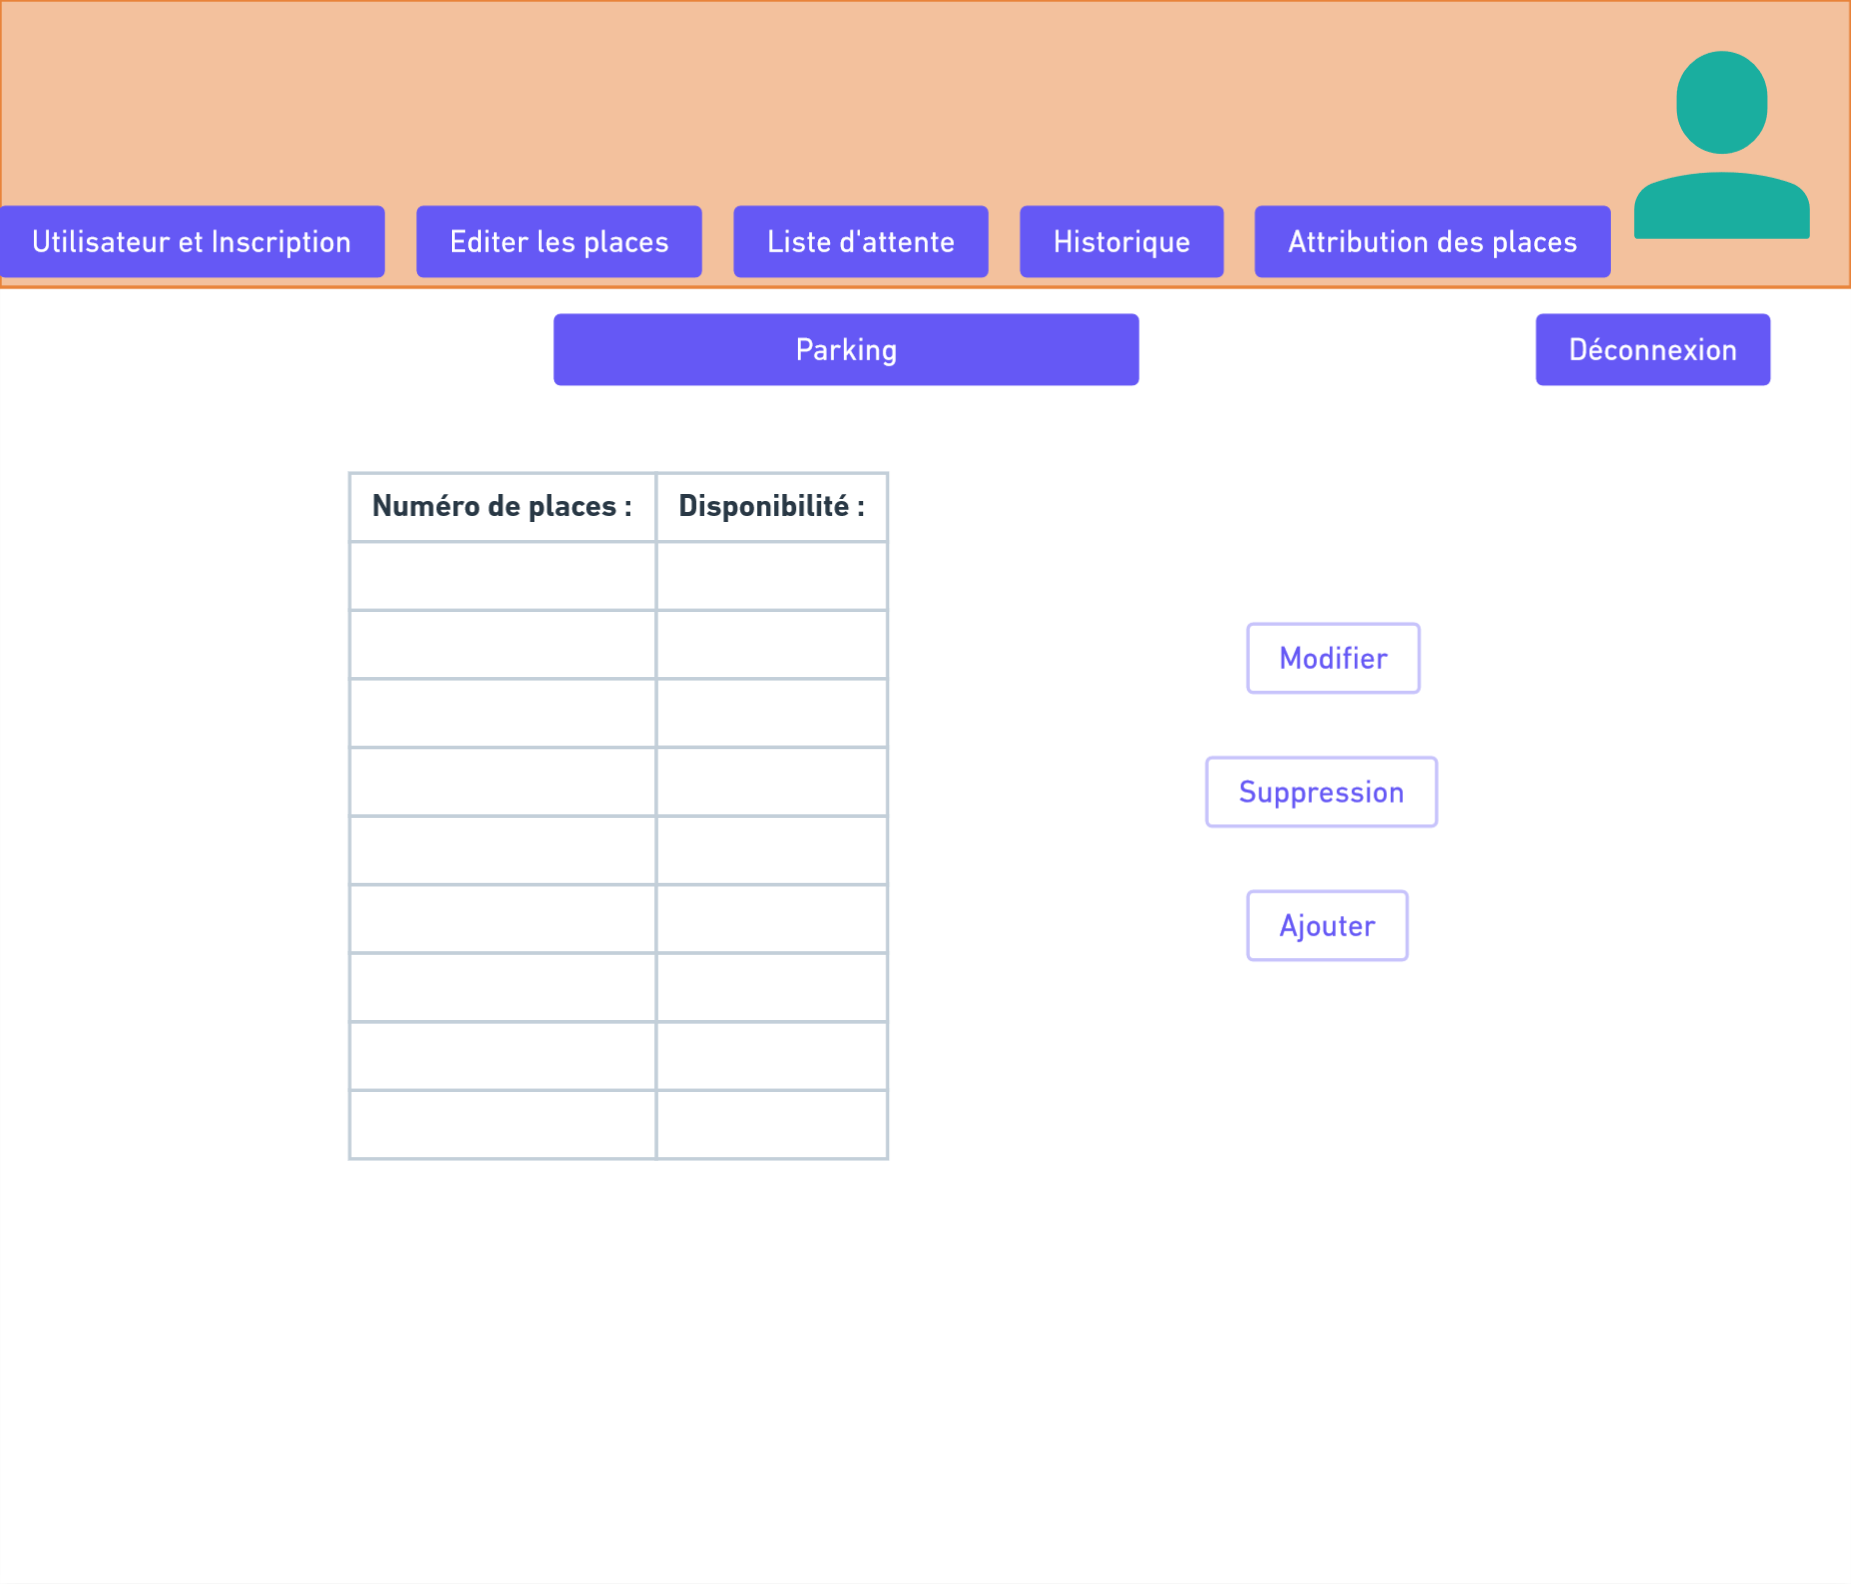 Utilisateur et Inscription
Editer les places
Liste d'attente
Historique
Attribution des places
Parking
Déconnexion
Numéro de places :
Disponibilité :
Modifier
Suppression
Ajouter